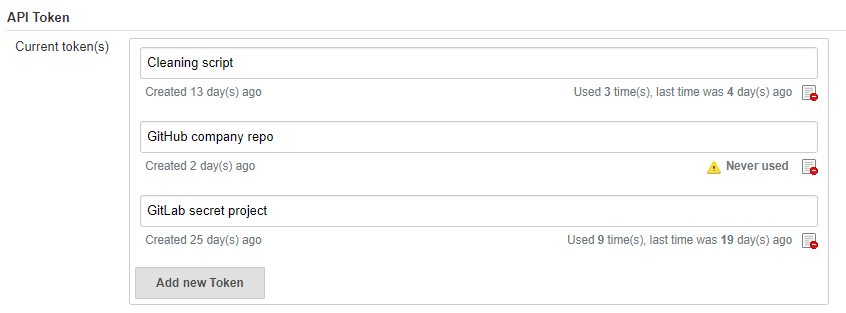 API Token
Current token(s)
Cleaning script
Created 13 day(s) ago Used 3 time(s), last time was 4 day(s) ago
GitHub company repo
Created 2 day(s) ago Never used
GitLab secret project
Created 25 day(s) ago Used 9 time(s), last time was 19 day(s) ago
Add new Token